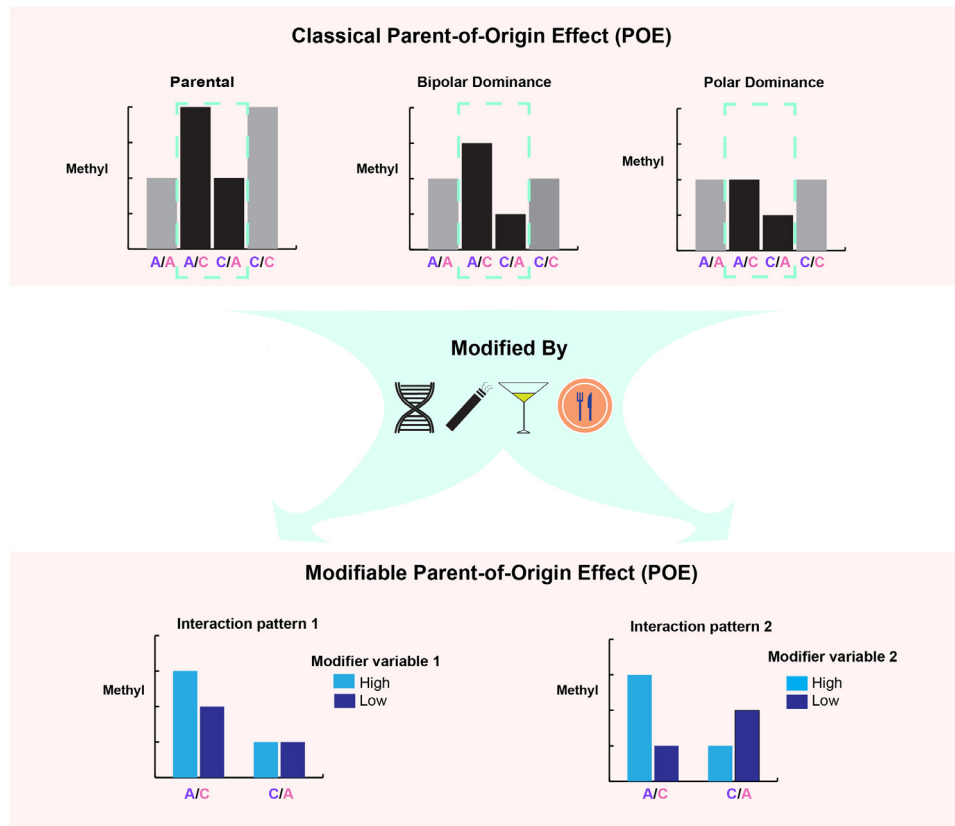 Classical Parent-of-Origin Effect (POE)
Parental
Methyl
A/A A/C C/A C/C
Bipolar Dominance
Methyl
A/A A/C C/A C/C
Polar Dominance
Methyl
A/A A/C C/A C/C
Modified By
Modifiable Parent-of-Origin Effect (POE)
Interaction pattern 1
Methyl
Modifier variable 1
High
Low
A/C C/A
Interaction pattern 2
Methyl
Modifier variable 2
High
Low
A/C C/A